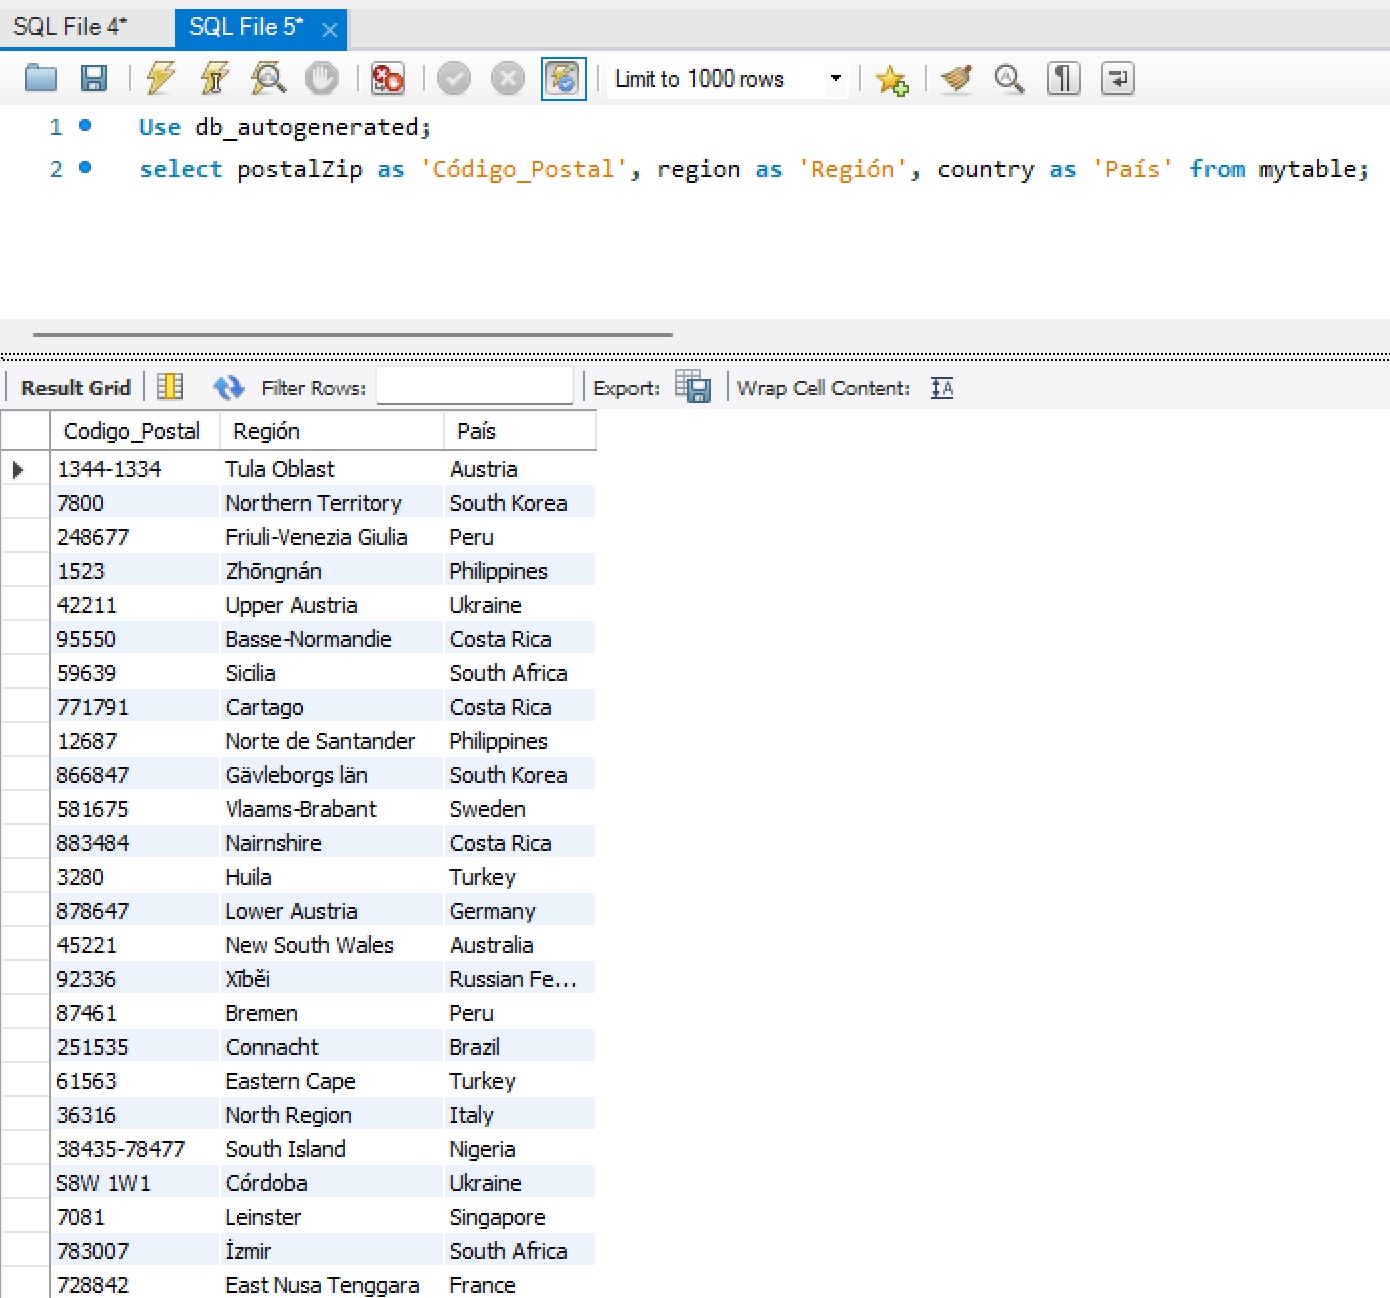 SQL File 4* SQL File 5*
Limit to 1000 rows
1 Use db_autogenerated;
2 select postalZip as 'Código_Postal', region as 'Región', country as 'País' from mytable;
Result Grid Filter Rows: Export: Wrap Cell Content:
Codigo_Postal Región País
1344-1334 Tula Oblast Austria
7800 Northern Territory South Korea
248677 Friuli-Venezia Giulia Peru
1523 Zhōngnán Philippines
42211 Upper Austria Ukraine
95550 Basse-Normandie Costa Rica
59639 Sicilia South Africa
771791 Cartago Costa Rica
12687 Norte de Santander Philippines
866847 Gävleborgs län South Korea
581675 Vlaams-Brabant Sweden
883484 Nairnshire Costa Rica
3280 Huila Turkey
878647 Lower Austria Germany
45221 New South Wales Australia
92336 Xīběi Russian Fe...
87461 Bremen Peru
251535 Connacht Brazil
61563 Eastern Cape Turkey
36316 North Region Italy
38435-78477 South Island Nigeria
S8W 1W1 Córdoba Ukraine
7081 Leinster Singapore
783007 İzmir South Africa
728842 East Nusa Tenggara France